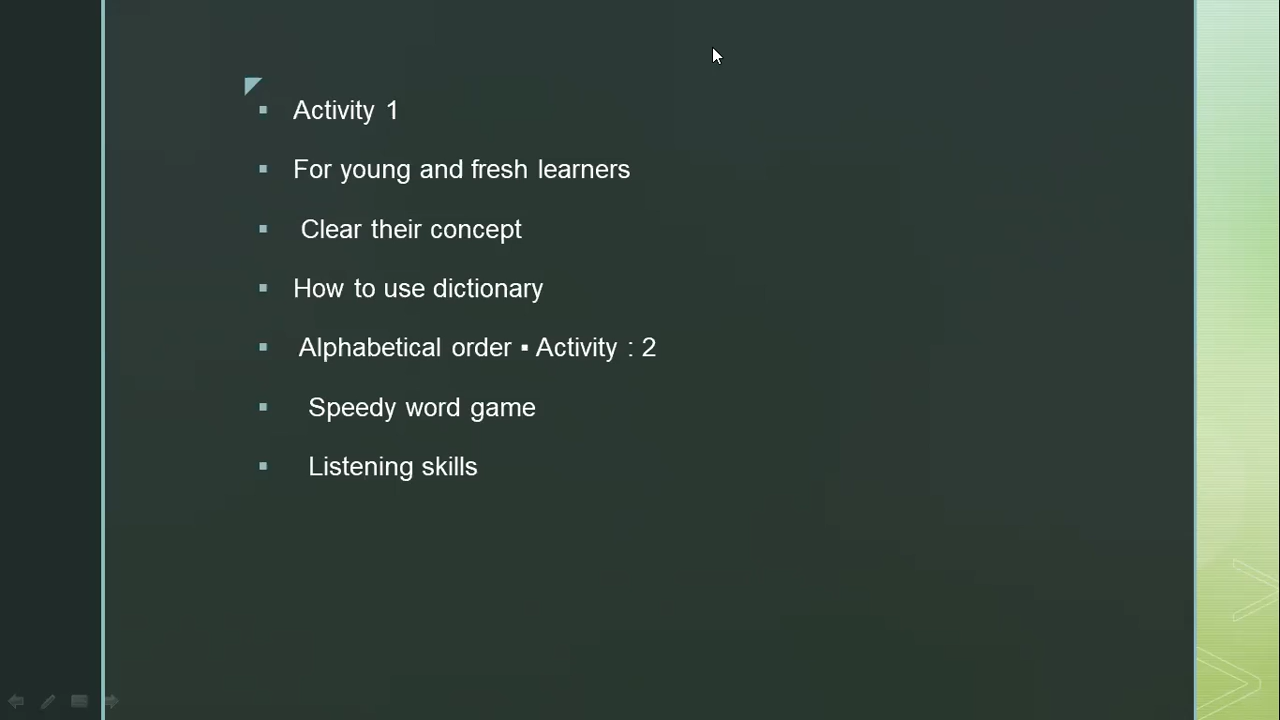 ▪ Activity 1
▪ For young and fresh learners
▪ Clear their concept
▪ How to use dictionary
▪ Alphabetical order ▪ Activity : 2
▪ Speedy word game
▪ Listening skills